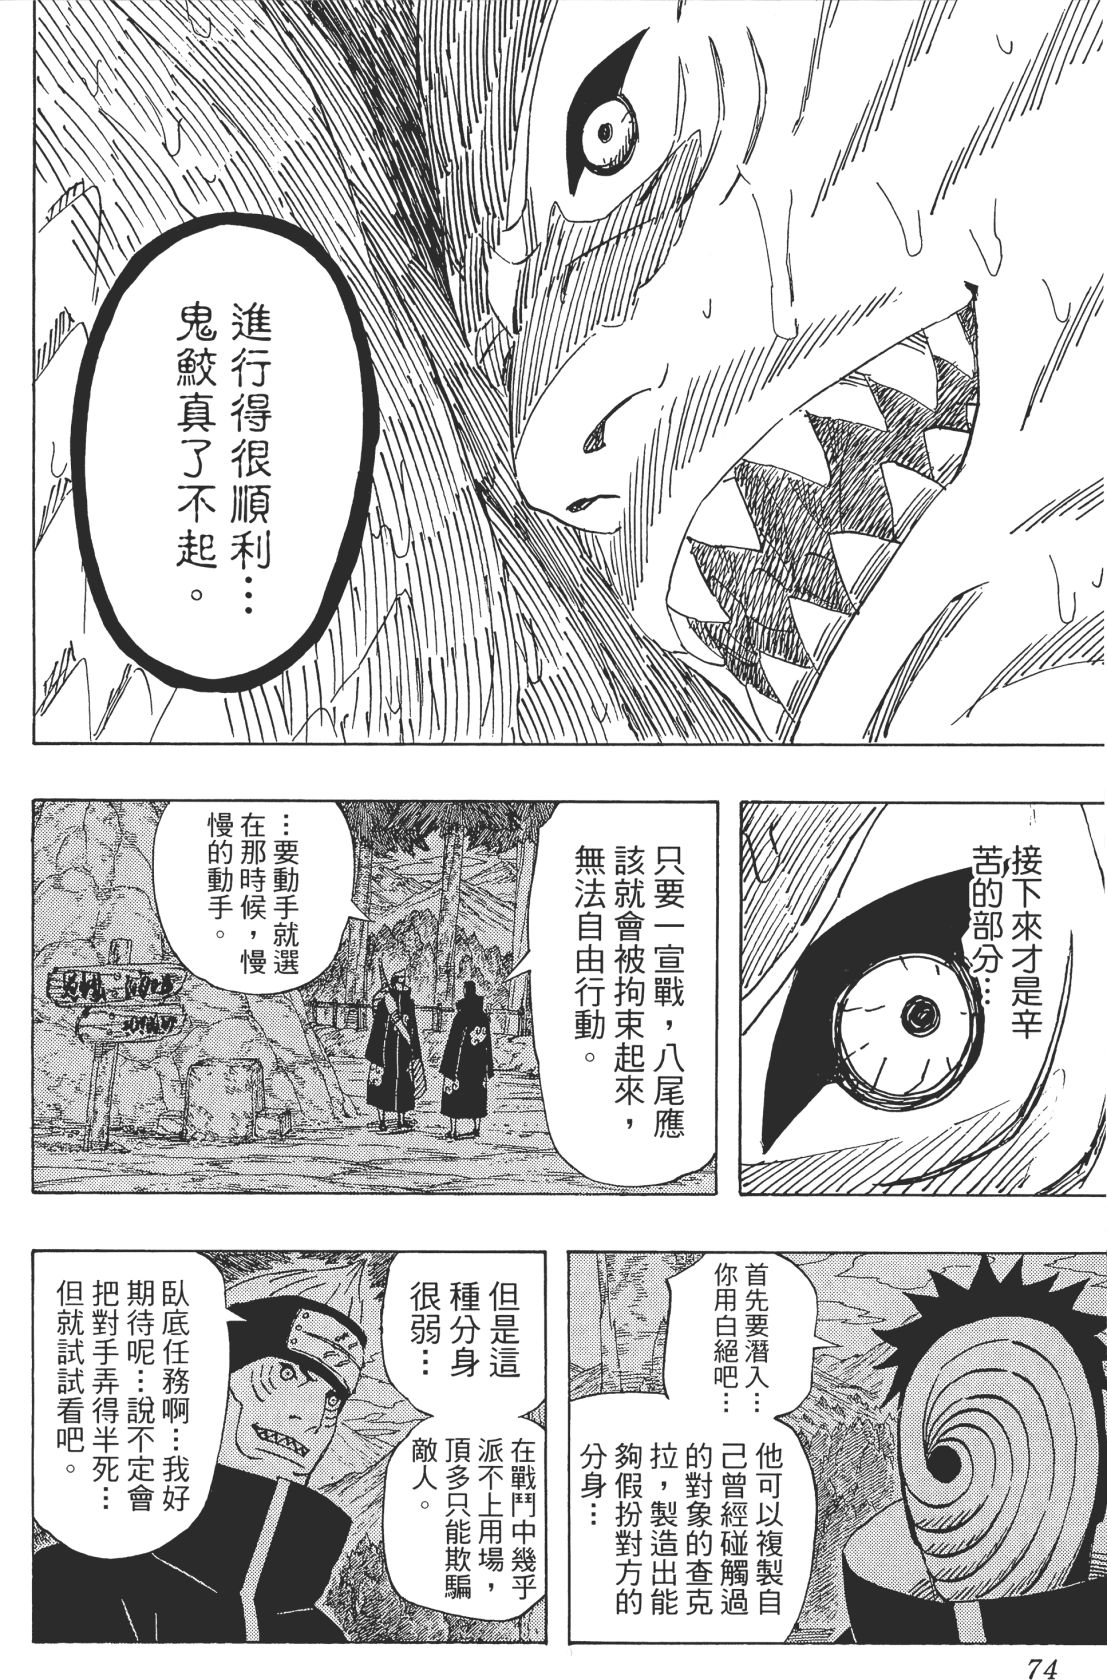 進行得很順利⋯
鬼鮫真了不起。
接下來才是辛
苦的部分⋯
只要一宣戰，八尾應
該就會被拘束起來，
無法自由行動。
⋯要動手就選
在那時候，慢
慢的動手。
首先要潛入⋯
你用白絕吧⋯
他可以複製自
己曾經碰觸過
的對象的查克
拉，製造出能
夠假扮對方的
分身⋯
但是這
種分身
很弱⋯
在戰鬥中幾乎
派不上用場，
頂多只能欺騙
敵人。
臥底任務啊⋯我好
期待呢⋯說不定會
把對手弄得半死⋯
但就試試看吧。
74